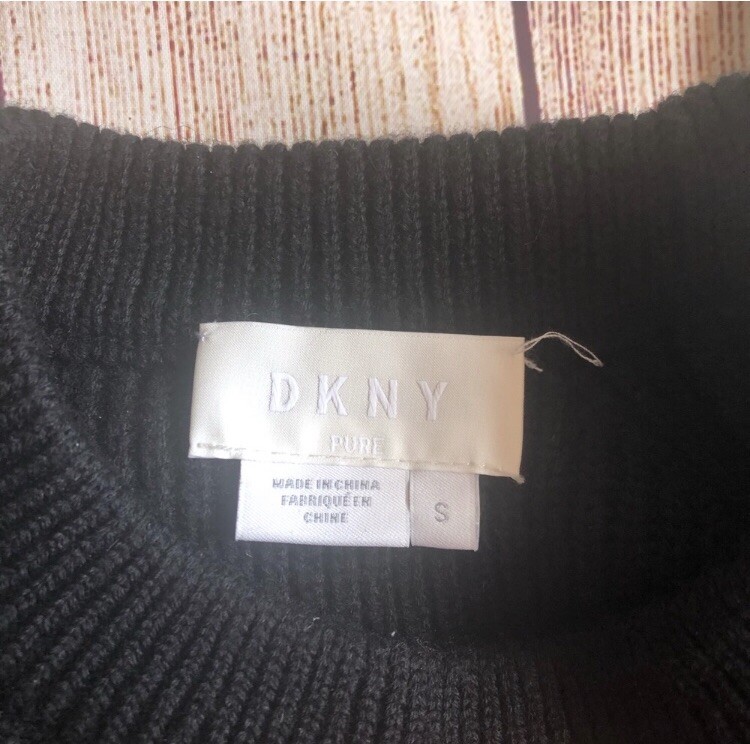 DKNY
PURE
MADE IN CHINA
FABRIQUÉ EN
CHINE
S